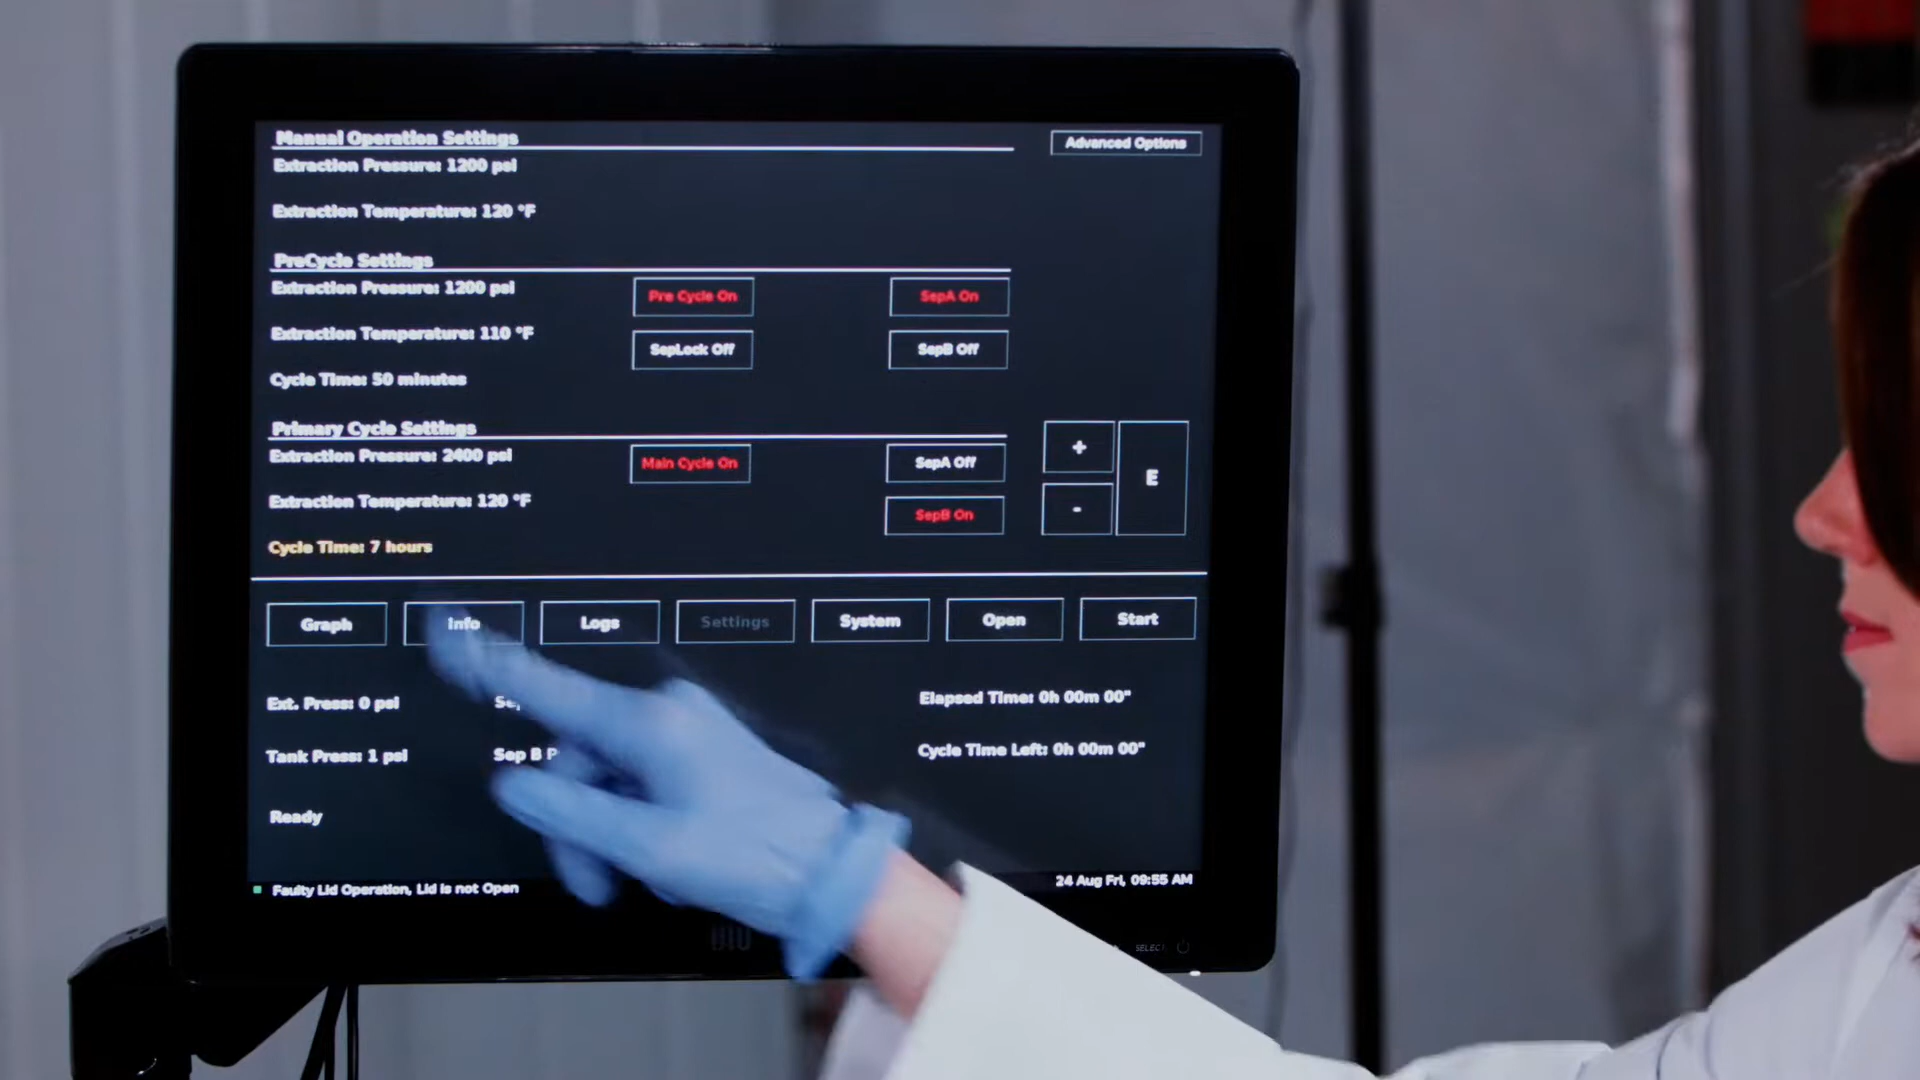 Manual Operation Settings
Advanced Options
Extraction Pressure: 1200 psi
Extraction Temperature: 120 °F
PreCycle Settings
Extraction Pressure: 1200 psi
Pre Cycle On
SepA On
Extraction Temperature: 110 °F
SepLock Off
SepB Off
Cycle Time: 50 minutes
Primary Cycle Settings
Extraction Pressure: 2400 psi
Main Cycle On
SepA Off
+
E
Extraction Temperature: 120 °F
SepB On
-
Cycle Time: 7 hours
Graph
Info
Logs
Settings
System
Open
Start
Ext. Press: 0 psi
Elapsed Time: 0h 00m 00"
Tank Press: 1 psi
Sep B
Cycle Time Left: 0h 00m 00"
Ready
Faulty Lid Operation, Lid is not Open
24 Aug Fri, 09:55 AM
SELECT